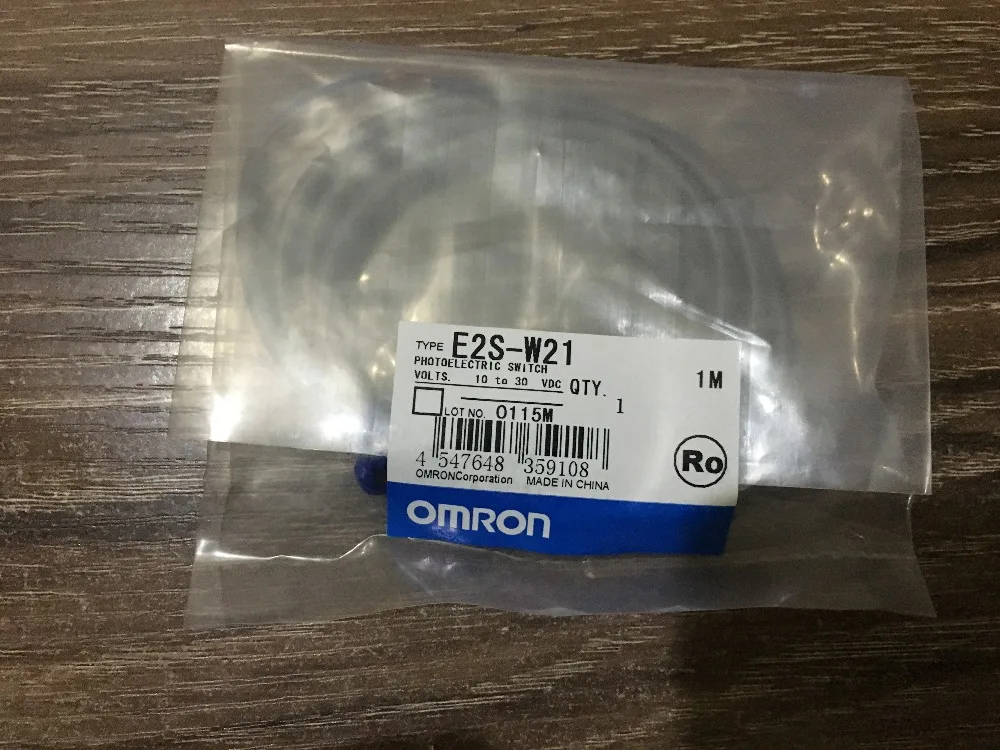 TYPE E2S-W21
PHOTOELECTRIC SWITCH
VOLTS. 10 to 30 VDC QTY. 1 1M
LOT NO. 0115M
4 547648 359108
OMRONCorporation MADE IN CHINA
Ro
OMRON